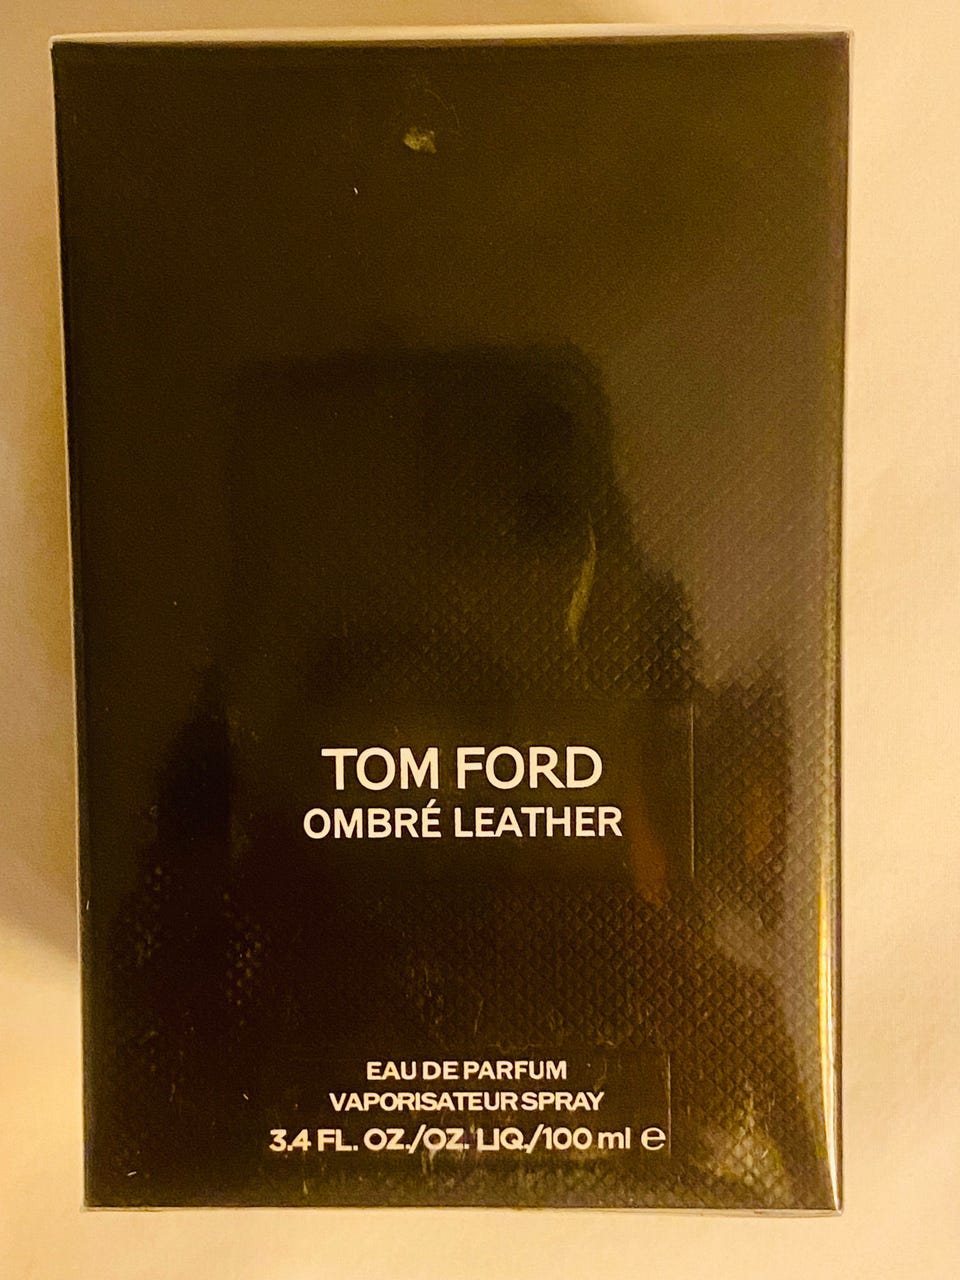 TOM FORD
OMBRÉ LEATHER
EAU DE PARFUM
VAPORISATEUR SPRAY
3.4 FL. OZ./OZ. LIQ./100 ml ℮